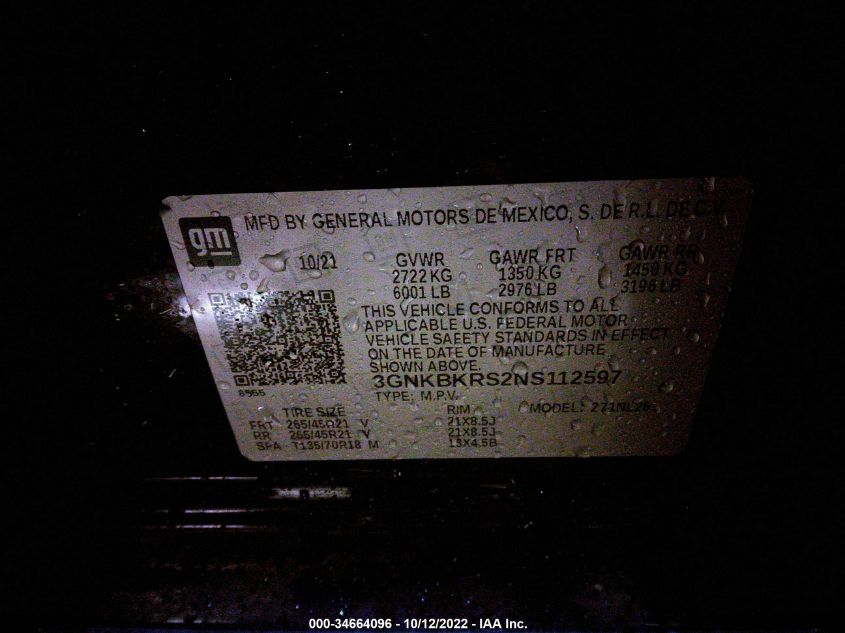 gm
MFD BY GENERAL MOTORS DE MEXICO, S. DE R.L. DE C.V.
10/21 GVWR GAWR FRT GAWR RR
2722 KG 1350 KG 1450 KG
6001 LB 2976 LB 3196 LB
THIS VEHICLE CONFORMS TO ALL
APPLICABLE U.S. FEDERAL MOTOR
VEHICLE SAFETY STANDARDS IN EFFECT
ON THE DATE OF MANUFACTURE
SHOWN ABOVE.
3GNKBKRS2NS112597
TYPE: M.P.V. MODEL:
TIRE SIZE RIM
FRT 265/45R21 V 21X8.5J
RR 265/45R21 V 21X8.5J
SPA T135/70R18 M 18X4.5B
000-34664096 - 10/12/2022 - IAA Inc.